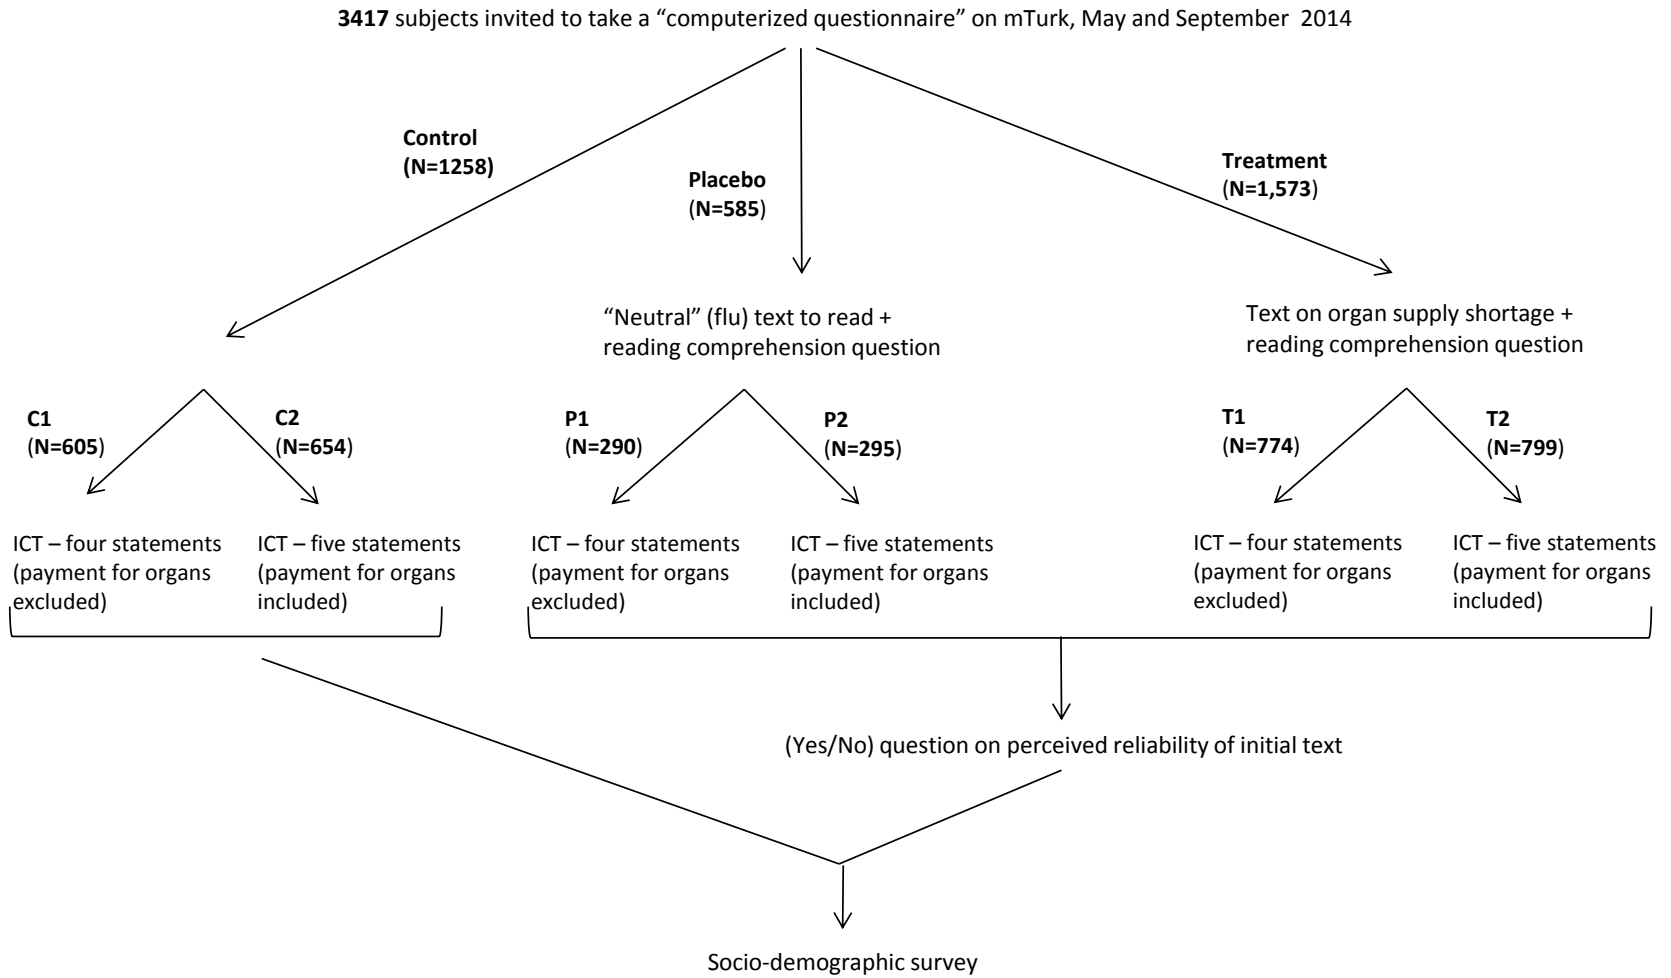 3417 subjects invited to take a “computerized questionnaire” on mTurk, May and September 2014
Control
(N=1258)
Placebo
(N=585)
Treatment
(N=1,573)
“Neutral” (flu) text to read +
reading comprehension question
Text on organ supply shortage +
reading comprehension question
C1
(N=605)
C2
(N=654)
P1
(N=290)
P2
(N=295)
T1
(N=774)
T2
(N=799)
ICT – four statements
(payment for organs
excluded)
ICT – five statements
(payment for organs
included)
ICT – four statements
(payment for organs
excluded)
ICT – five statements
(payment for organs
included)
ICT – four statements
(payment for organs
excluded)
ICT – five statements
(payment for organs
included)
(Yes/No) question on perceived reliability of initial text
Socio-demographic survey